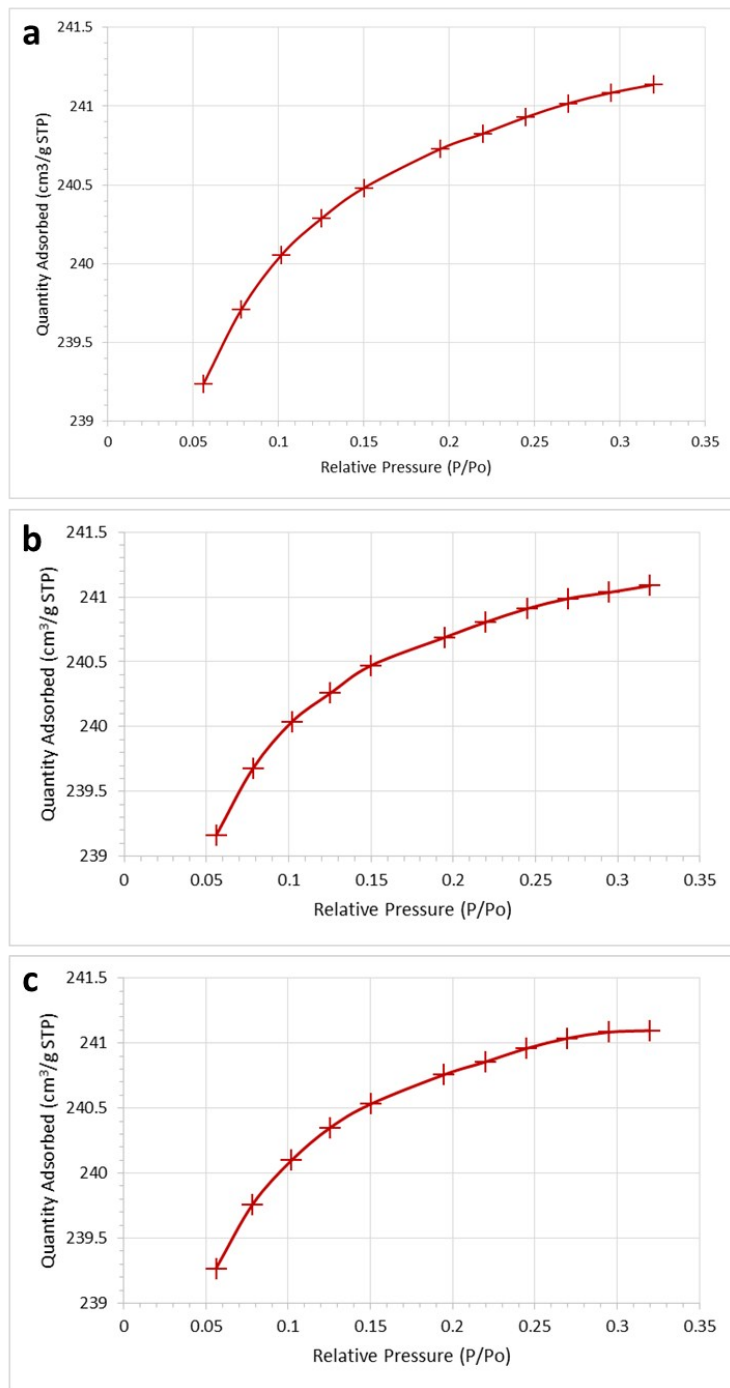 a
241.5
241
240.5
240
239.5
239
Quantity Adsorbed (cm3/g STP)
0 0.05 0.1 0.15 0.2 0.25 0.3 0.35
Relative Pressure (P/Po)
b
241.5
241
240.5
240
239.5
239
Quantity Adsorbed (cm³/g STP)
0 0.05 0.1 0.15 0.2 0.25 0.3 0.35
Relative Pressure (P/Po)
c
241.5
241
240.5
240
239.5
239
Quantity Adsorbed (cm³/g STP)
0 0.05 0.1 0.15 0.2 0.25 0.3 0.35
Relative Pressure (P/Po)